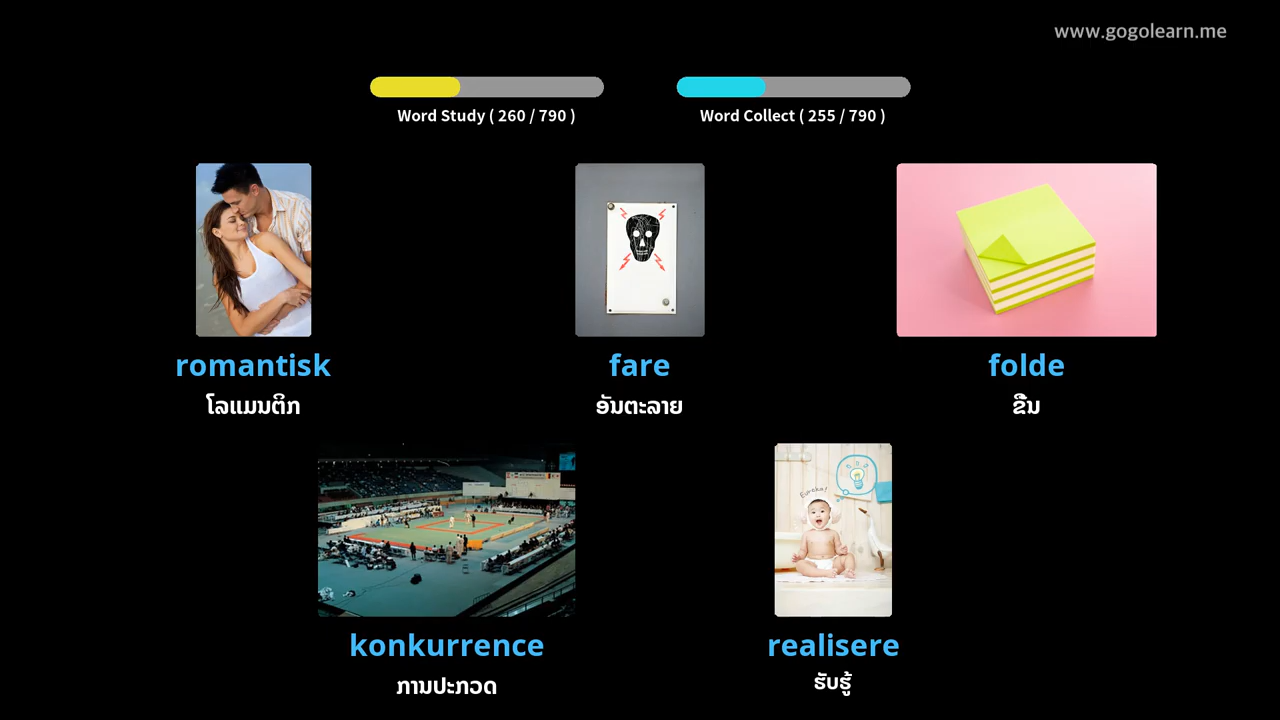 www.gogolearn.me
Word Study ( 260 / 790 )
Word Collect ( 255 / 790 )
romantisk
fare
folde
ໂລແມນຕິກ
ອັນຕະລາຍ
ຂື້ນ
Eureka!
konkurrence
realisere
ການປະກວດ
ຮັບຮູ້